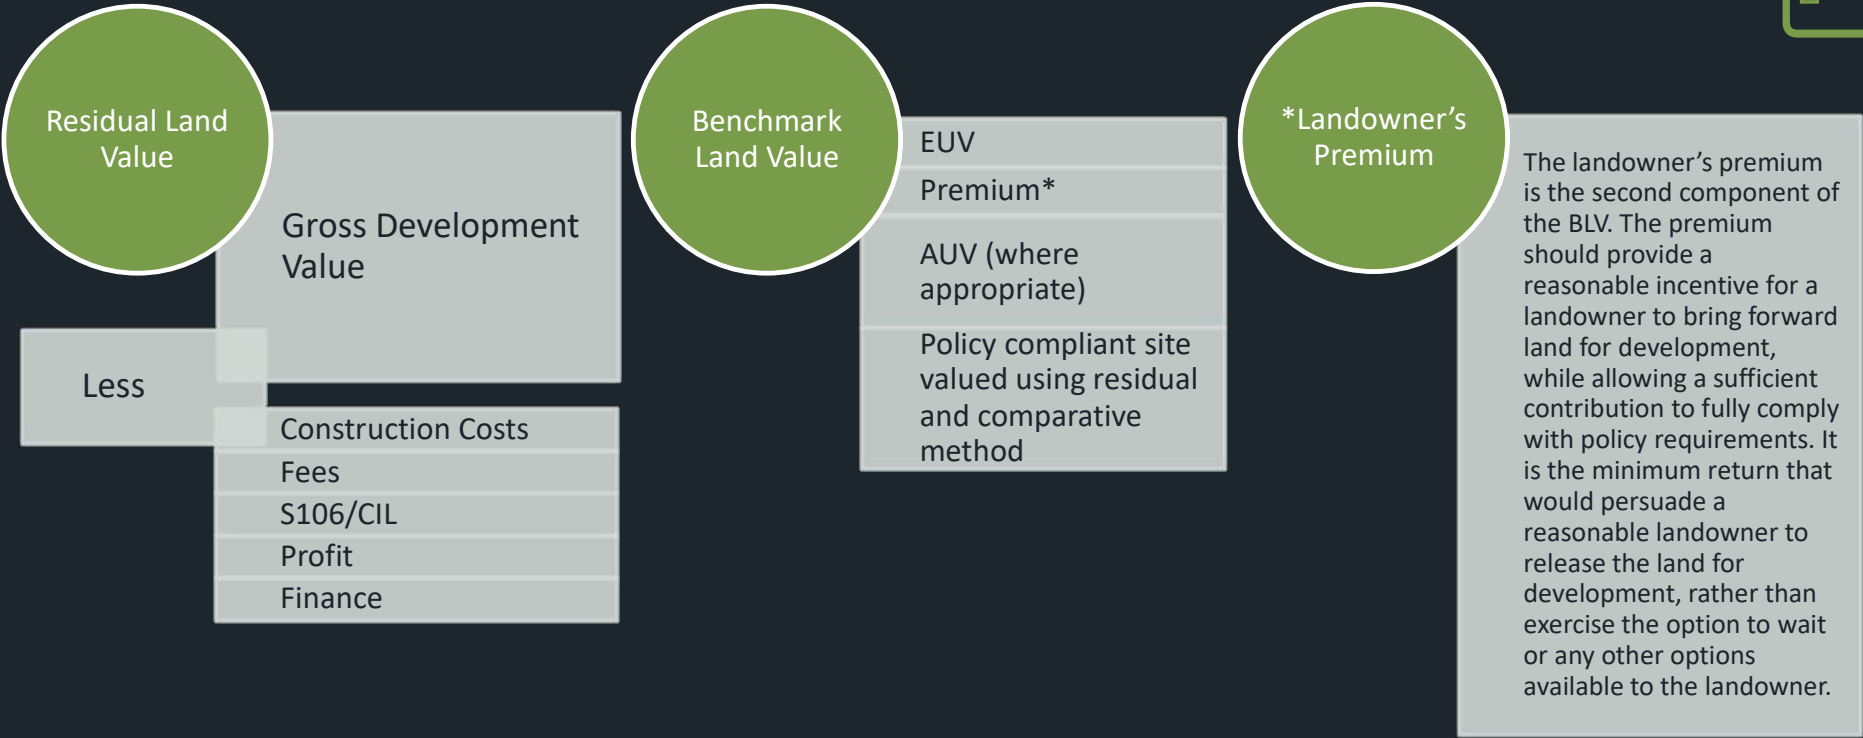 Residual Land
Value
Gross Development
Value
Less
Construction Costs
Fees
S106/CIL
Profit
Finance
Benchmark
Land Value
EUV
Premium*
AUV (where
appropriate)
Policy compliant site
valued using residual
and comparative
method
*Landowner’s
Premium
The landowner’s premium
is the second component of
the BLV. The premium
should provide a
reasonable incentive for a
landowner to bring forward
land for development,
while allowing a sufficient
contribution to fully comply
with policy requirements. It
is the minimum return that
would persuade a
reasonable landowner to
release the land for
development, rather than
exercise the option to wait
or any other options
available to the landowner.